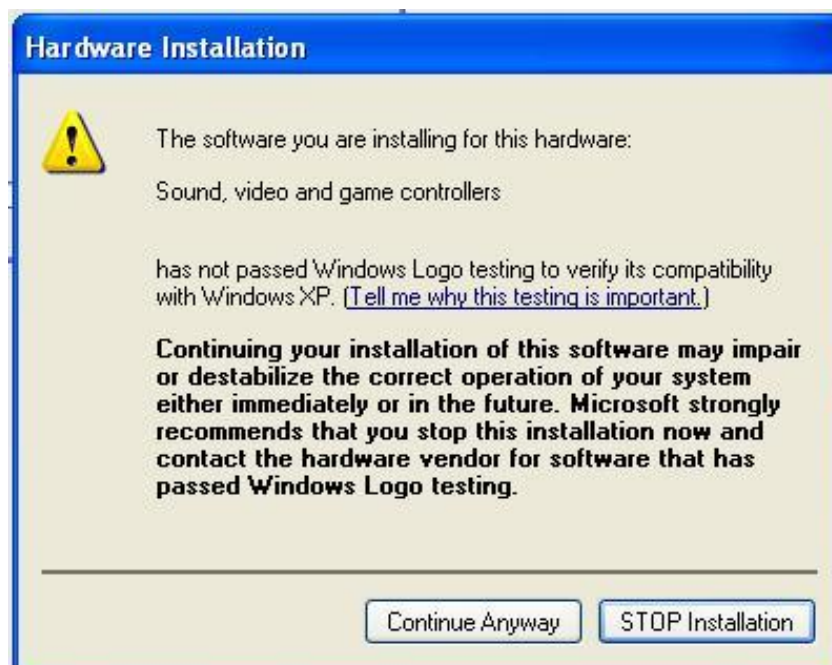 Hardware Installation
The software you are installing for this hardware:
Sound, video and game controllers
has not passed Windows Logo testing to verify its compatibility
with Windows XP. (Tell me why this testing is important.)
Continuing your installation of this software may impair
or destabilize the correct operation of your system
either immediately or in the future. Microsoft strongly
recommends that you stop this installation now and
contact the hardware vendor for software that has
passed Windows Logo testing.
Continue Anyway STOP Installation